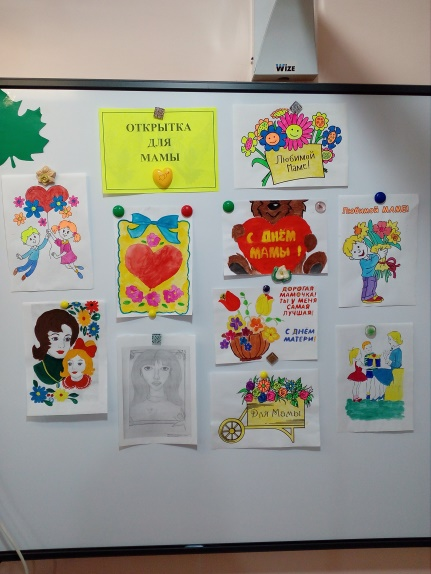 WIZE
ОТКРЫТКА
ДЛЯ
МАМЫ
Любимой
Маме!
С ДНЁМ
МАМЫ!
Любимой МАМЕ!
ДОРОГАЯ
МАМОЧКА!
ТЫ У МЕНЯ
САМАЯ
ЛУЧШАЯ!
С ДНЕМ
МАТЕРИ!
Для Мамы